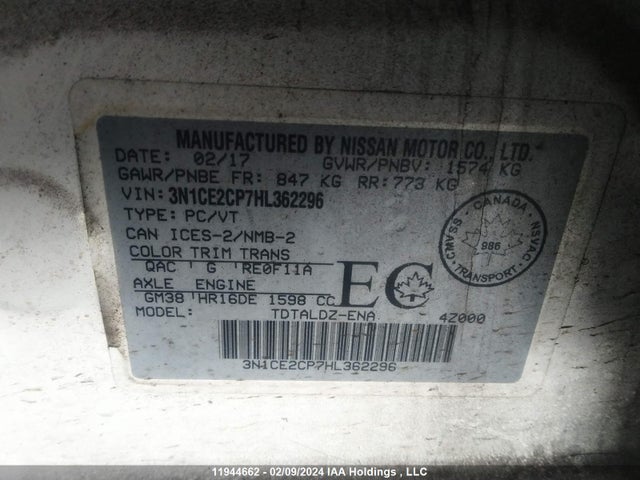 MANUFACTURED BY NISSAN MOTOR CO., LTD.
DATE: 02/17 GVWR/PNBV: 1574 KG
GAWR/PNBE FR: 847 KG RR: 773 KG
VIN: 3N1CE2CP7HL362296
TYPE: PC/VT
CAN ICES-2/NMB-2
COLOR TRIM TRANS
QAC G RE0F11A
AXLE ENGINE
GM38 HR16DE 1598 CC
MODEL: TDTALDZ-ENA 4Z000
EC
CANADA
CMVSS NSVAC
986
TRANSPORT
3N1CE2CP7HL362296
11944662 - 02/09/2024 IAA Holdings , LLC